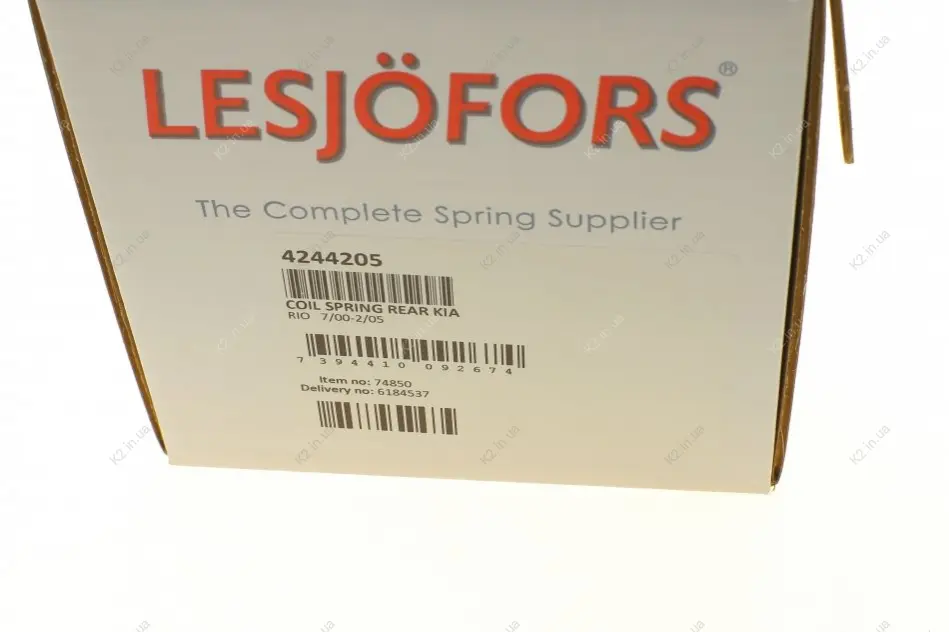 LESJÖFORS®
The Complete Spring Supplier
4244205
COIL SPRING REAR KIA
RIO 7/00-2/05
7 394410 092674
Item no: 74850
Delivery no: 6184537
K2.in.ua